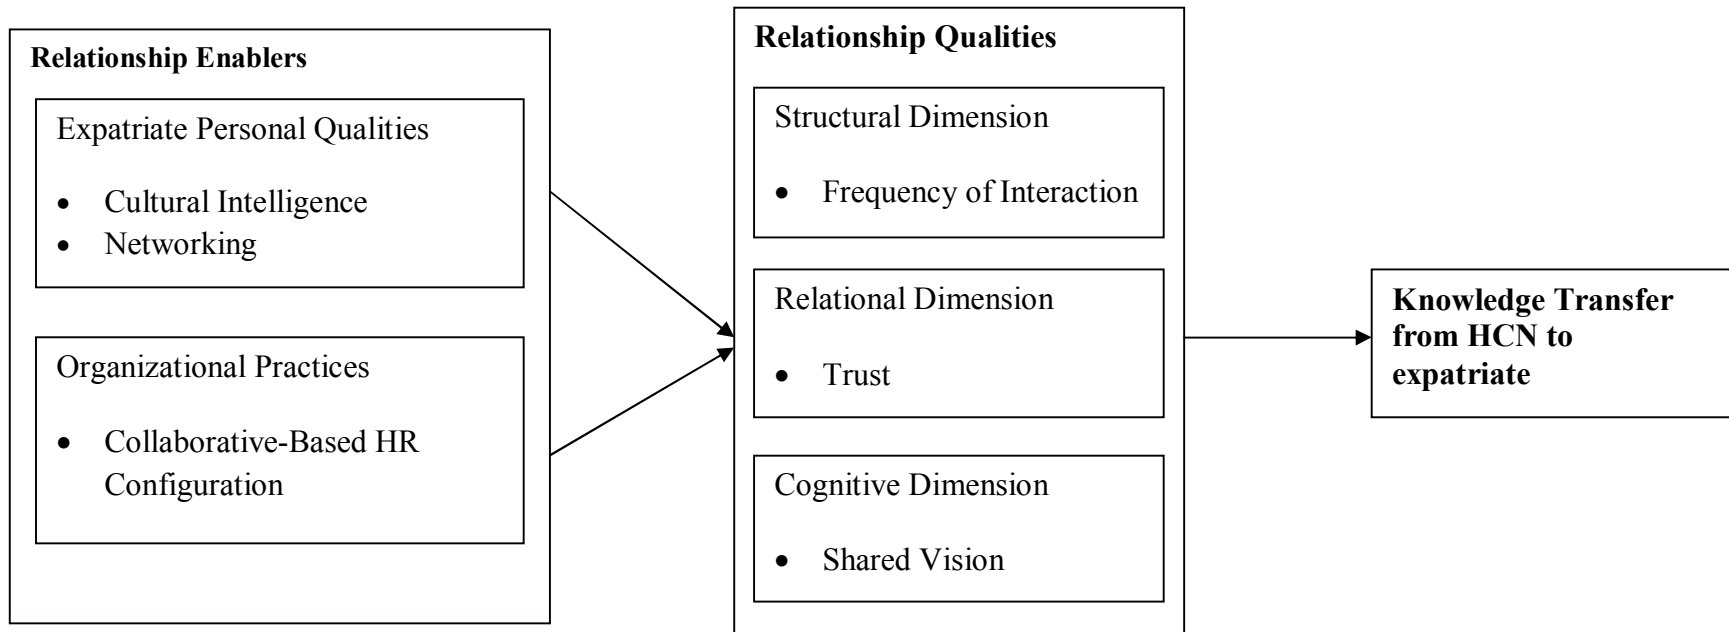 Relationship Enablers
Expatriate Personal Qualities
• Cultural Intelligence
• Networking
Organizational Practices
• Collaborative-Based HR
Configuration
Relationship Qualities
Structural Dimension
• Frequency of Interaction
Relational Dimension
• Trust
Cognitive Dimension
• Shared Vision
Knowledge Transfer
from HCN to
expatriate